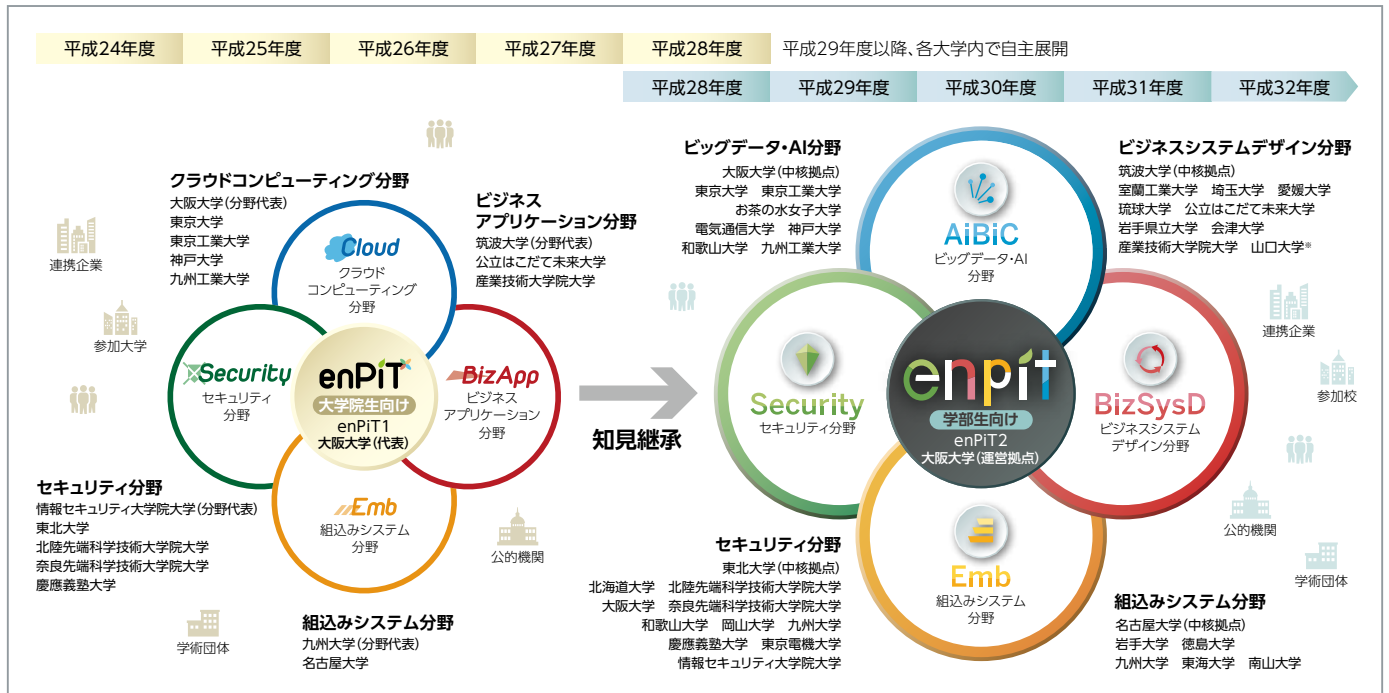 平成24年度 平成25年度 平成26年度 平成27年度 平成28年度 平成29年度以降、各大学内で自主展開
平成28年度 平成29年度 平成30年度 平成31年度 平成32年度
クラウドコンピューティング分野
大阪大学(分野代表)
東京大学
東京工業大学
神戸大学
九州工業大学
ビジネス
アプリケーション分野
筑波大学(分野代表)
公立はこだて未来大学
産業技術大学院大学
連携企業
参加大学
Cloud
クラウド
コンピューティング
分野
Security
セキュリティ
分野
enPiT
大学院生向け
enPiT1
大阪大学(代表)
BizApp
ビジネス
アプリケーション
分野
Emb
組込みシステム
分野
セキュリティ分野
情報セキュリティ大学院大学(分野代表)
東北大学
北陸先端科学技術大学院大学
奈良先端科学技術大学院大学
慶應義塾大学
公的機関
学術団体
組込みシステム分野
九州大学(分野代表)
名古屋大学
知見継承
ビッグデータ・AI分野
大阪大学(中核拠点)
東京大学 東京工業大学
お茶の水女子大学
電気通信大学 神戸大学
和歌山大学 九州工業大学
AiBiC
ビッグデータ・AI
分野
ビジネスシステムデザイン分野
筑波大学(中核拠点)
室蘭工業大学 埼玉大学 愛媛大学
琉球大学 公立はこだて未来大学
岩手県立大学 会津大学
産業技術大学院大学 山口大学※
Security
セキュリティ分野
enpit
学部生向け
enPiT2
大阪大学(運営拠点)
BizSysD
ビジネスシステム
デザイン分野
Emb
組込みシステム
分野
連携企業
参加校
公的機関
学術団体
セキュリティ分野
東北大学(中核拠点)
北海道大学 北陸先端科学技術大学院大学
大阪大学 奈良先端科学技術大学院大学
和歌山大学 岡山大学 九州大学
慶應義塾大学 東京電機大学
情報セキュリティ大学院大学
組込みシステム分野
名古屋大学(中核拠点)
岩手大学 徳島大学
九州大学 東海大学 南山大学